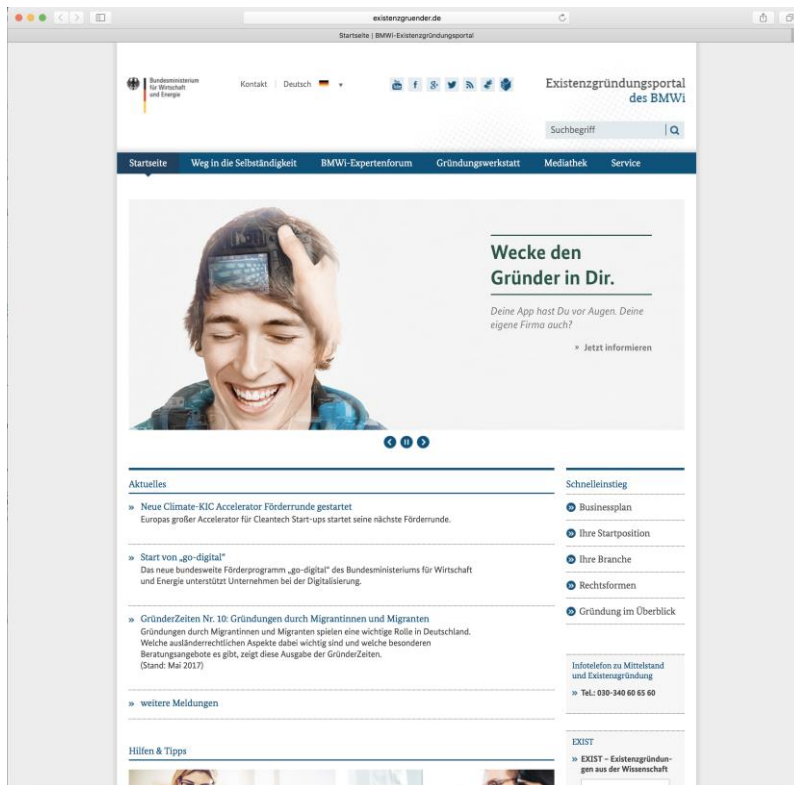 existenzgruender.de
Startseite | BMWi-Existenzgründungsportal
Bundesministerium
für Wirtschaft
und Energie
Kontakt
Deutsch
Existenzgründungsportal
des BMWi
Suchbegriff
Startseite
Weg in die Selbständigkeit
BMWi-Expertenforum
Gründungswerkstatt
Mediathek
Service
Wecke den
Gründer in Dir.
Deine App hast Du vor Augen. Deine
eigene Firma auch?
» Jetzt informieren
Aktuelles
» Neue Climate-KIC Accelerator Förderrunde gestartet
Europas großer Accelerator für Cleantech Start-ups startet seine nächste Förderrunde.
» Start von „go-digital“
Das neue bundesweite Förderprogramm „go-digital“ des Bundesministeriums für Wirtschaft
und Energie unterstützt Unternehmen bei der Digitalisierung.
» GründerZeiten Nr. 10: Gründungen durch Migrantinnen und Migranten
Gründungen durch Migrantinnen und Migranten spielen eine wichtige Rolle in Deutschland.
Welche ausländerrechtlichen Aspekte dabei wichtig sind und welche besonderen
Beratungsangebote es gibt, zeigt diese Ausgabe der GründerZeiten.
(Stand: Mai 2017)
» weitere Meldungen
Hilfen & Tipps
Schnelleinstieg
» Businessplan
» Ihre Startposition
» Ihre Branche
» Rechtsformen
» Gründung im Überblick
Infotelefon zu Mittelstand
und Existenzgründung
» Tel.: 030-340 60 65 60
EXIST
» EXIST – Existenzgründun-
gen aus der Wissenschaft